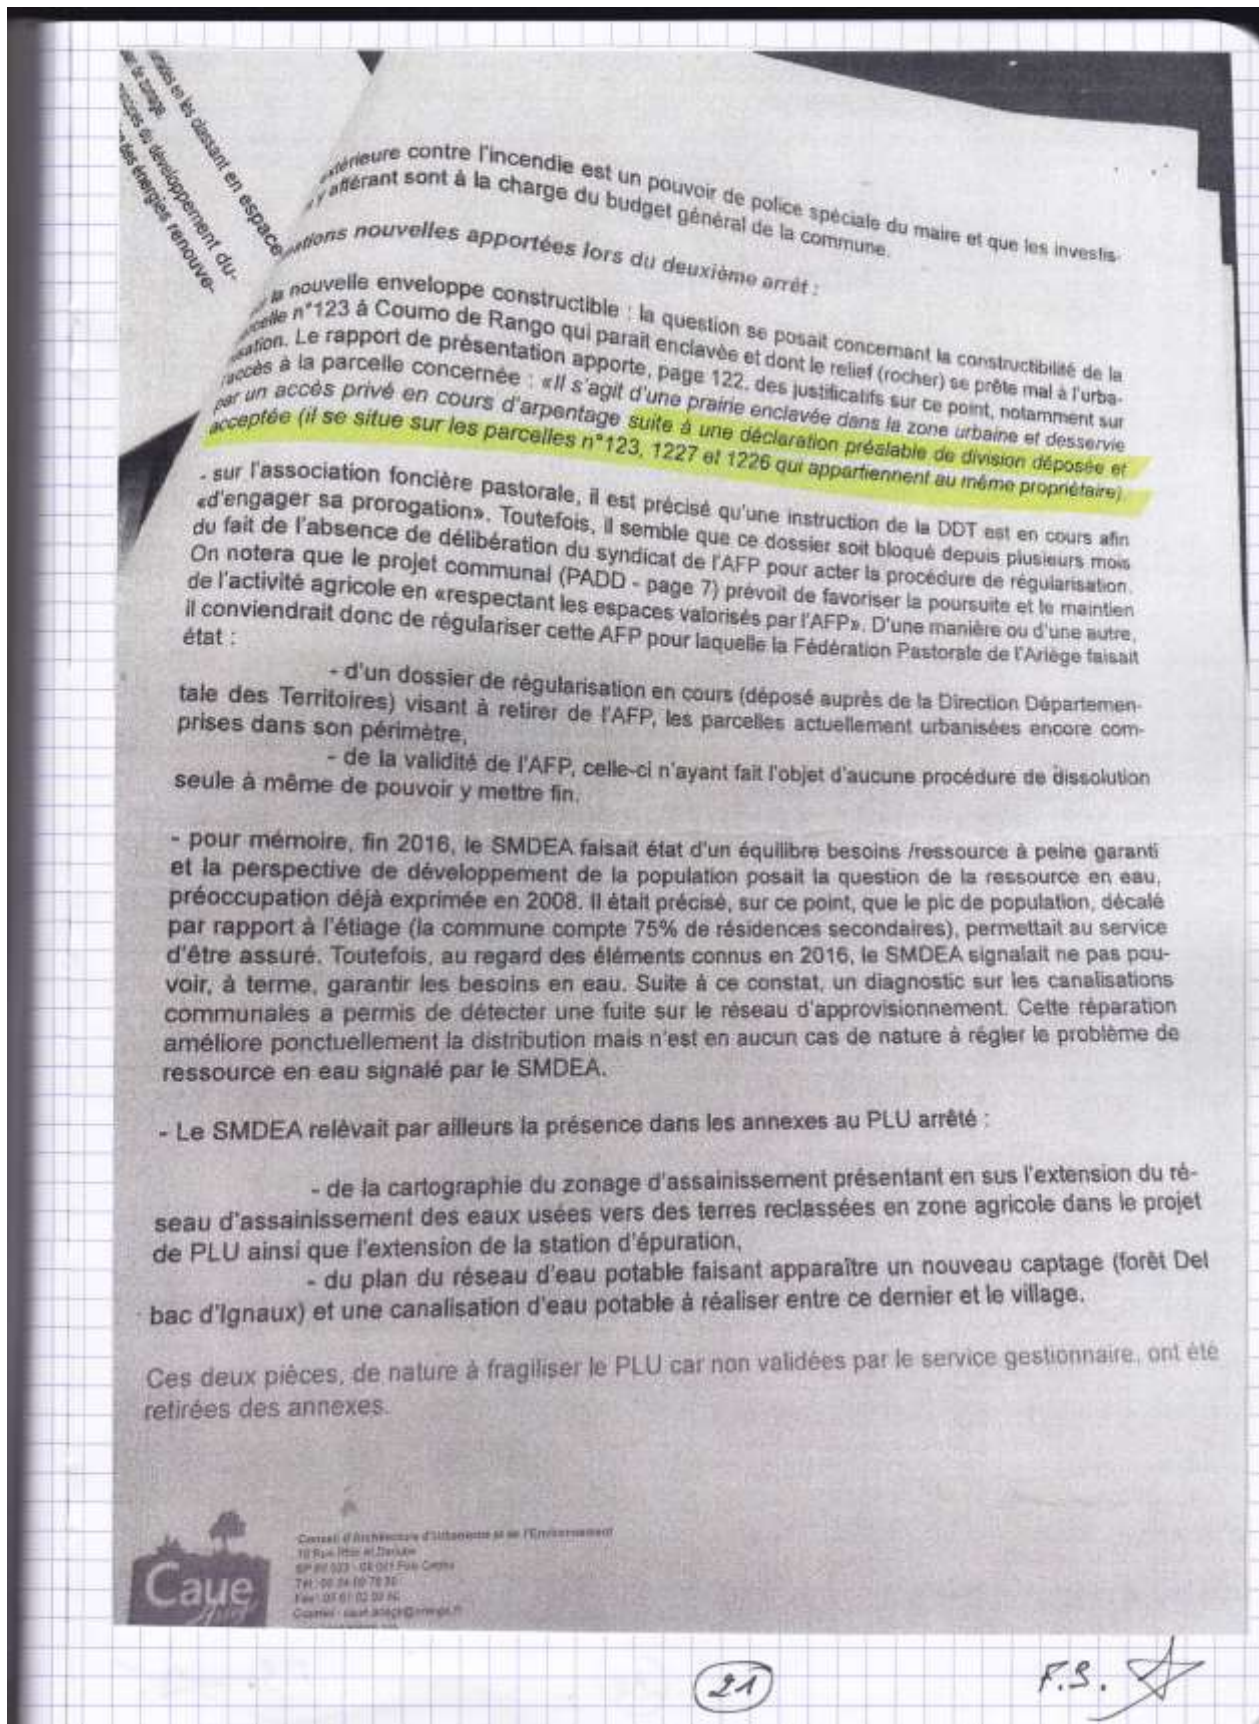 en les classant en espace
de zonage.
du développement du-
des énergies renouve-
extérieure contre l'incendie est un pouvoir de police spéciale du maire et que les investis-
y afférant sont à la charge du budget général de la commune.
nouvelles apportées lors du deuxième arrêt :
la nouvelle enveloppe constructible : la question se posait concernant la constructibilité de la
n°123 à Coumo de Rango qui parait enclavée et dont le relief (rocher) se prête mal à l'urba-
nisation. Le rapport de présentation apporte, page 122, des justificatifs sur ce point, notamment sur
l'accès à la parcelle concernée : «Il s'agit d'une prairie enclavée dans la zone urbaine et desservie
par un accès privé en cours d'arpentage suite à une déclaration préalable de division déposée et
acceptée (il se situe sur les parcelles n°123, 1227 et 1226 qui appartiennent au même propriétaire)
- sur l'association foncière pastorale, il est précisé qu'une instruction de la DDT est en cours afin
«d'engager sa prorogation». Toutefois, il semble que ce dossier soit bloqué depuis plusieurs mois
du fait de l'absence de délibération du syndicat de l'AFP pour acter la procédure de régularisation.
On notera que le projet communal (PADD - page 7) prévoit de favoriser la poursuite et le maintien
de l'activité agricole en «respectant les espaces valorisés par l'AFP». D'une manière ou d'une autre,
il conviendrait donc de régulariser cette AFP pour laquelle la Fédération Pastorale de l'Ariège faisait
état :
- d'un dossier de régularisation en cours (déposé auprès de la Direction Départemen-
tale des Territoires) visant à retirer de l'AFP, les parcelles actuellement urbanisées encore com-
prises dans son périmètre,
- de la validité de l'AFP, celle-ci n'ayant fait l'objet d'aucune procédure de dissolution
seule à même de pouvoir y mettre fin.
- pour mémoire, fin 2016, le SMDEA faisait état d'un équilibre besoins /ressource à peine garanti
et la perspective de développement de la population posait la question de la ressource en eau,
préoccupation déjà exprimée en 2008. Il était précisé, sur ce point, que le pic de population, décalé
par rapport à l'étiage (la commune compte 75% de résidences secondaires), permettait au service
d'être assuré. Toutefois, au regard des éléments connus en 2016, le SMDEA signalait ne pas pou-
voir, à terme, garantir les besoins en eau. Suite à ce constat, un diagnostic sur les canalisations
communales a permis de détecter une fuite sur le réseau d'approvisionnement. Cette réparation
améliore ponctuellement la distribution mais n'est en aucun cas de nature à régler le problème de
ressource en eau signalé par le SMDEA.
- Le SMDEA relèvait par ailleurs la présence dans les annexes au PLU arrêté :
- de la cartographie du zonage d'assainissement présentant en sus l'extension du ré-
seau d'assainissement des eaux usées vers des terres reclassées en zone agricole dans le projet
de PLU ainsi que l'extension de la station d'épuration,
- du plan du réseau d'eau potable faisant apparaître un nouveau captage (forêt Del
bac d'Ignaux) et une canalisation d'eau potable à réaliser entre ce dernier et le village.
Ces deux pièces, de nature à fragiliser le PLU car non validées par le service gestionnaire, ont été
retirées des annexes.
Caue
Conseil d'Architecture d'Urbanisme et de l'Environnement
21
F.S.